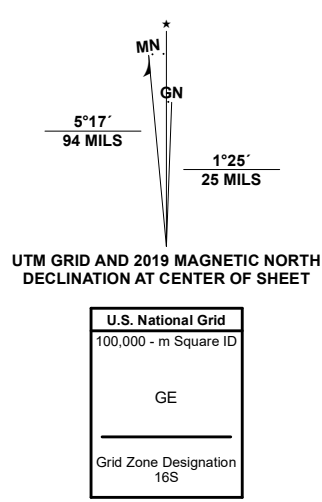 MN
GN
5°17´
94 MILS
1°25´
25 MILS
UTM GRID AND 2019 MAGNETIC NORTH
DECLINATION AT CENTER OF SHEET
U.S. National Grid
100,000 - m Square ID
GE
Grid Zone Designation
16S